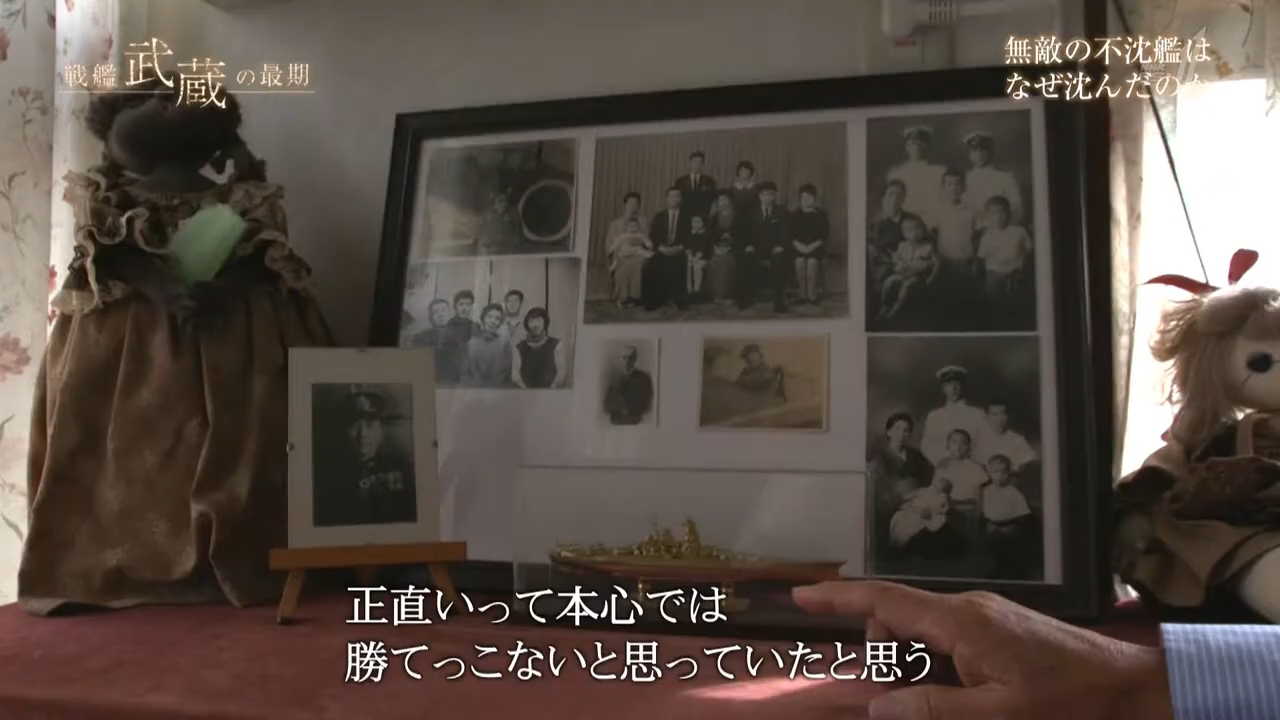 戦艦武蔵の最期
無敵の不沈艦は
なぜ沈んだのか
正直いって本心では
勝てっこないと思っていたと思う